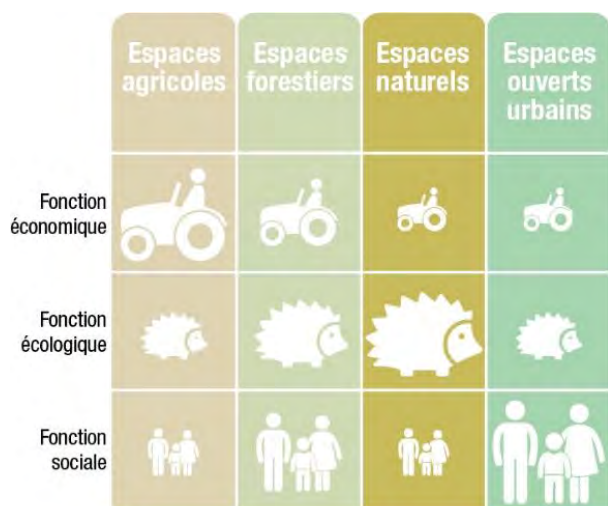 Espaces
agricoles
Espaces
forestiers
Espaces
naturels
Espaces
ouverts
urbains
Fonction
économique
Fonction
écologique
Fonction
sociale